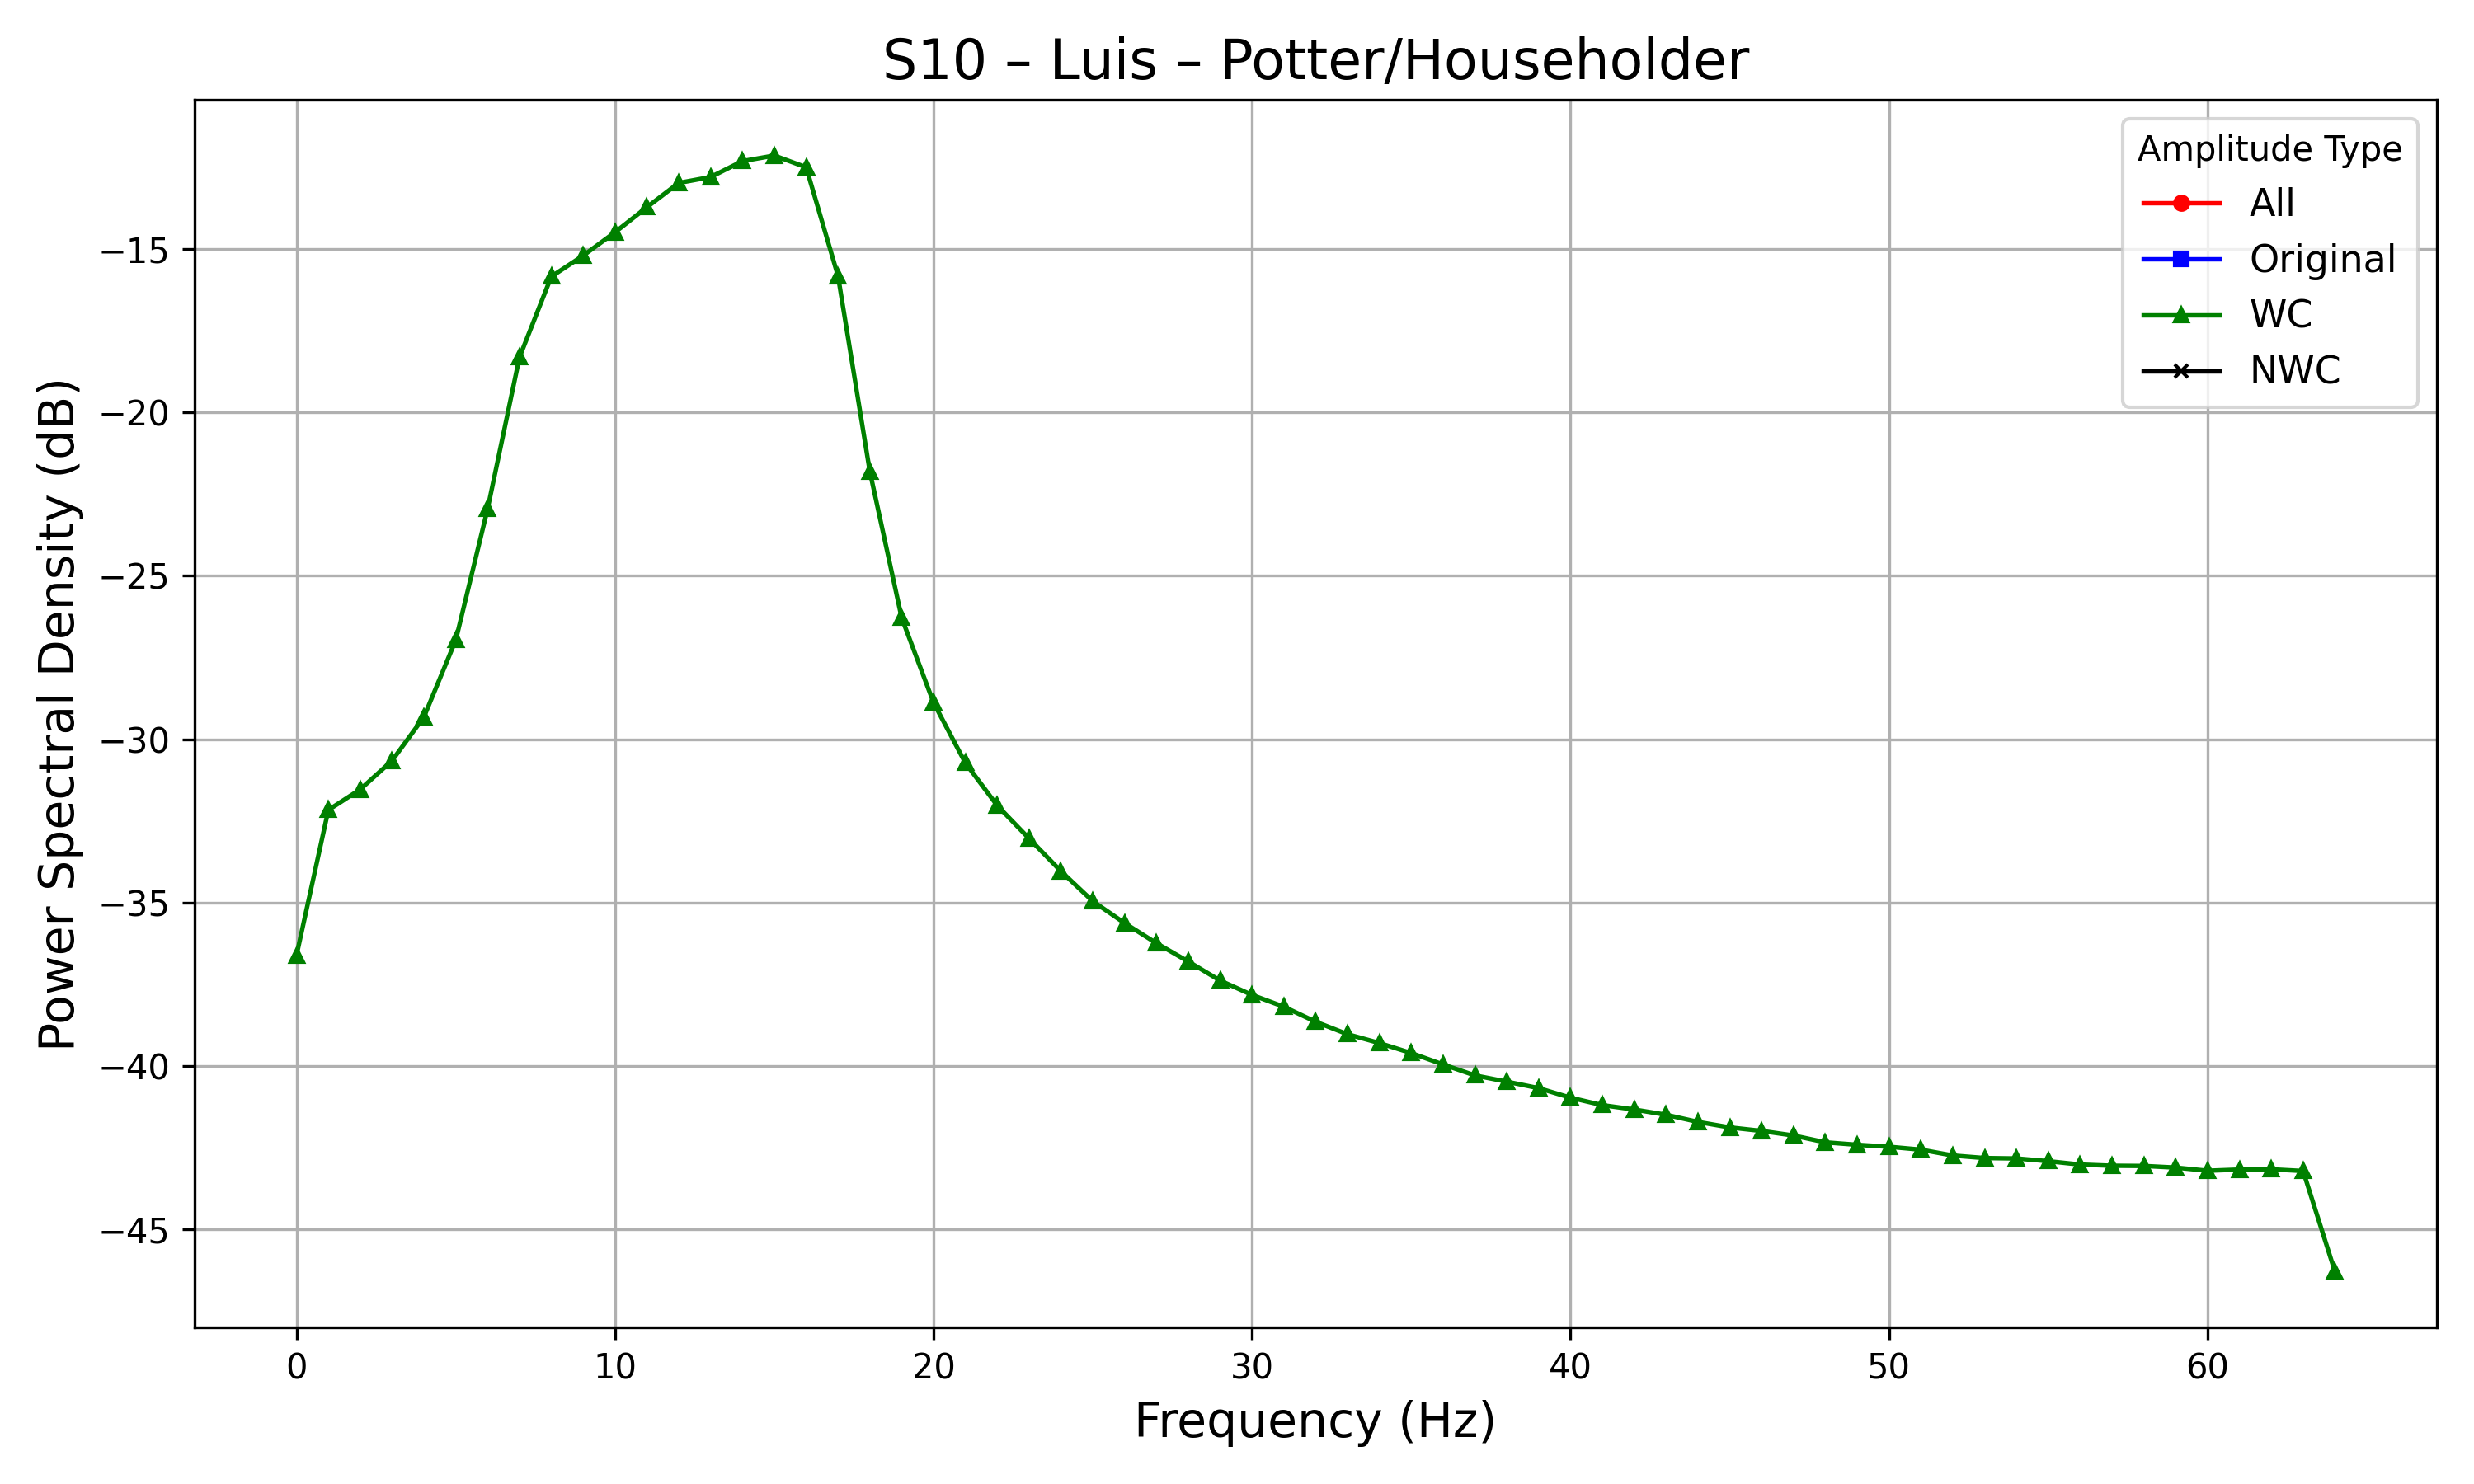 S10 – Luis – Potter/Householder
Amplitude Type
All
Original
WC
NWC
Power Spectral Density (dB)
−15
−20
−25
−30
−35
−40
−45
0 10 20 30 40 50 60
Frequency (Hz)